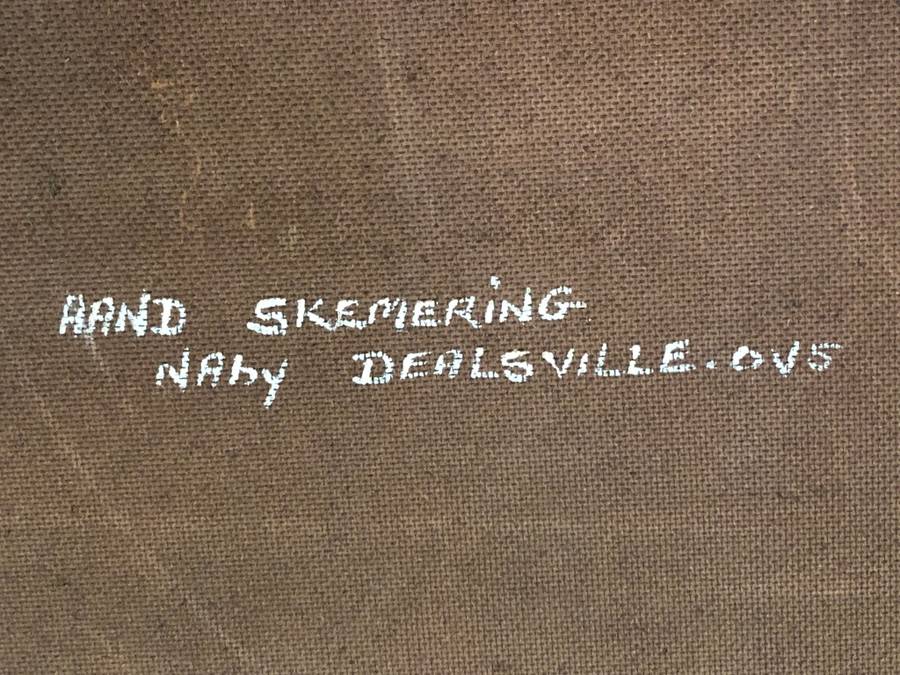 AAND SKEMERING
NAby DEALSVILLE. OVS